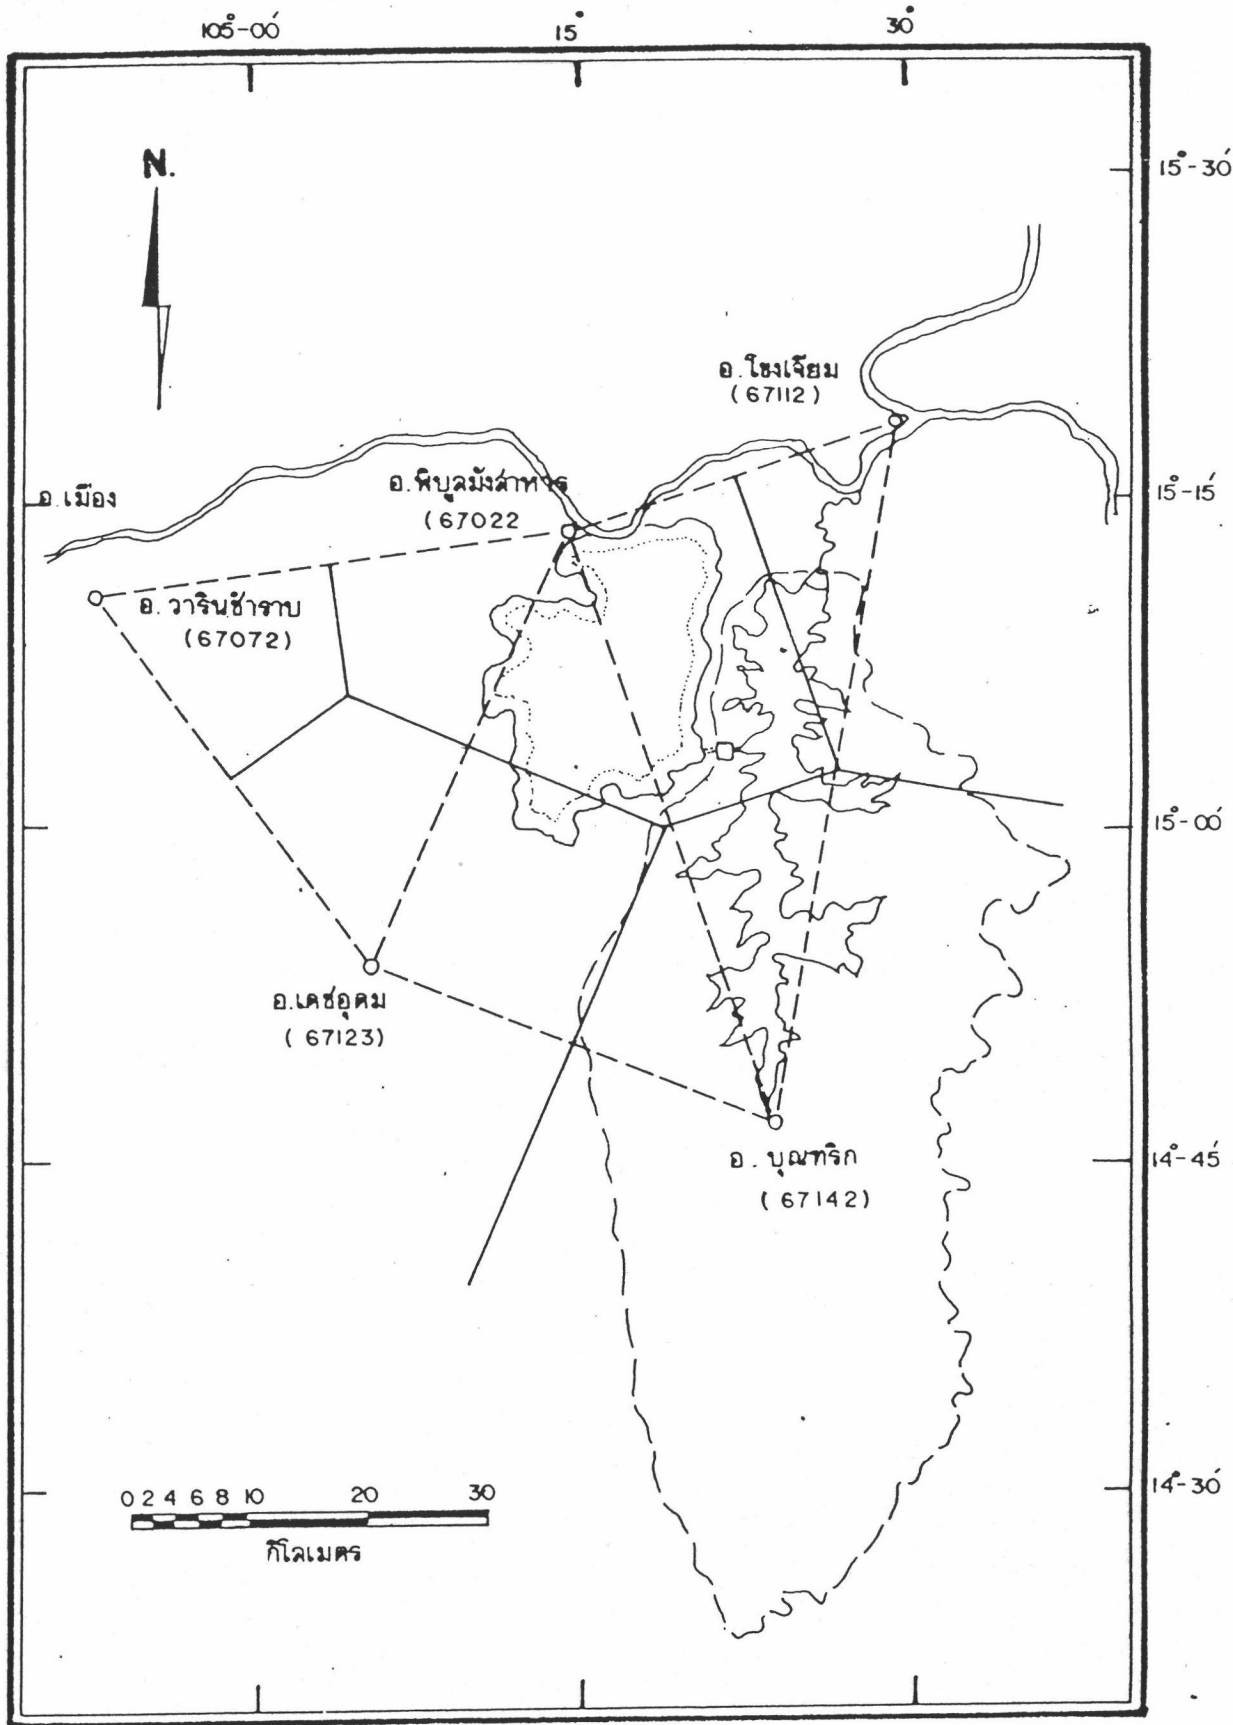 105°-00' 15° 30°
N.
15°-30'
อ.โขงเจียม
(67112)
อ.เมือง
อ.พิบูลมังสาหาร
(67022
15°-15'
อ. วารินชำราบ
(67072)
15°-00'
อ.เดชอุดม
(67123)
อ. บุณฑริก
(67142)
14°-45'
14°-30'
0 2 4 6 8 10 20 30
กิโลเมตร